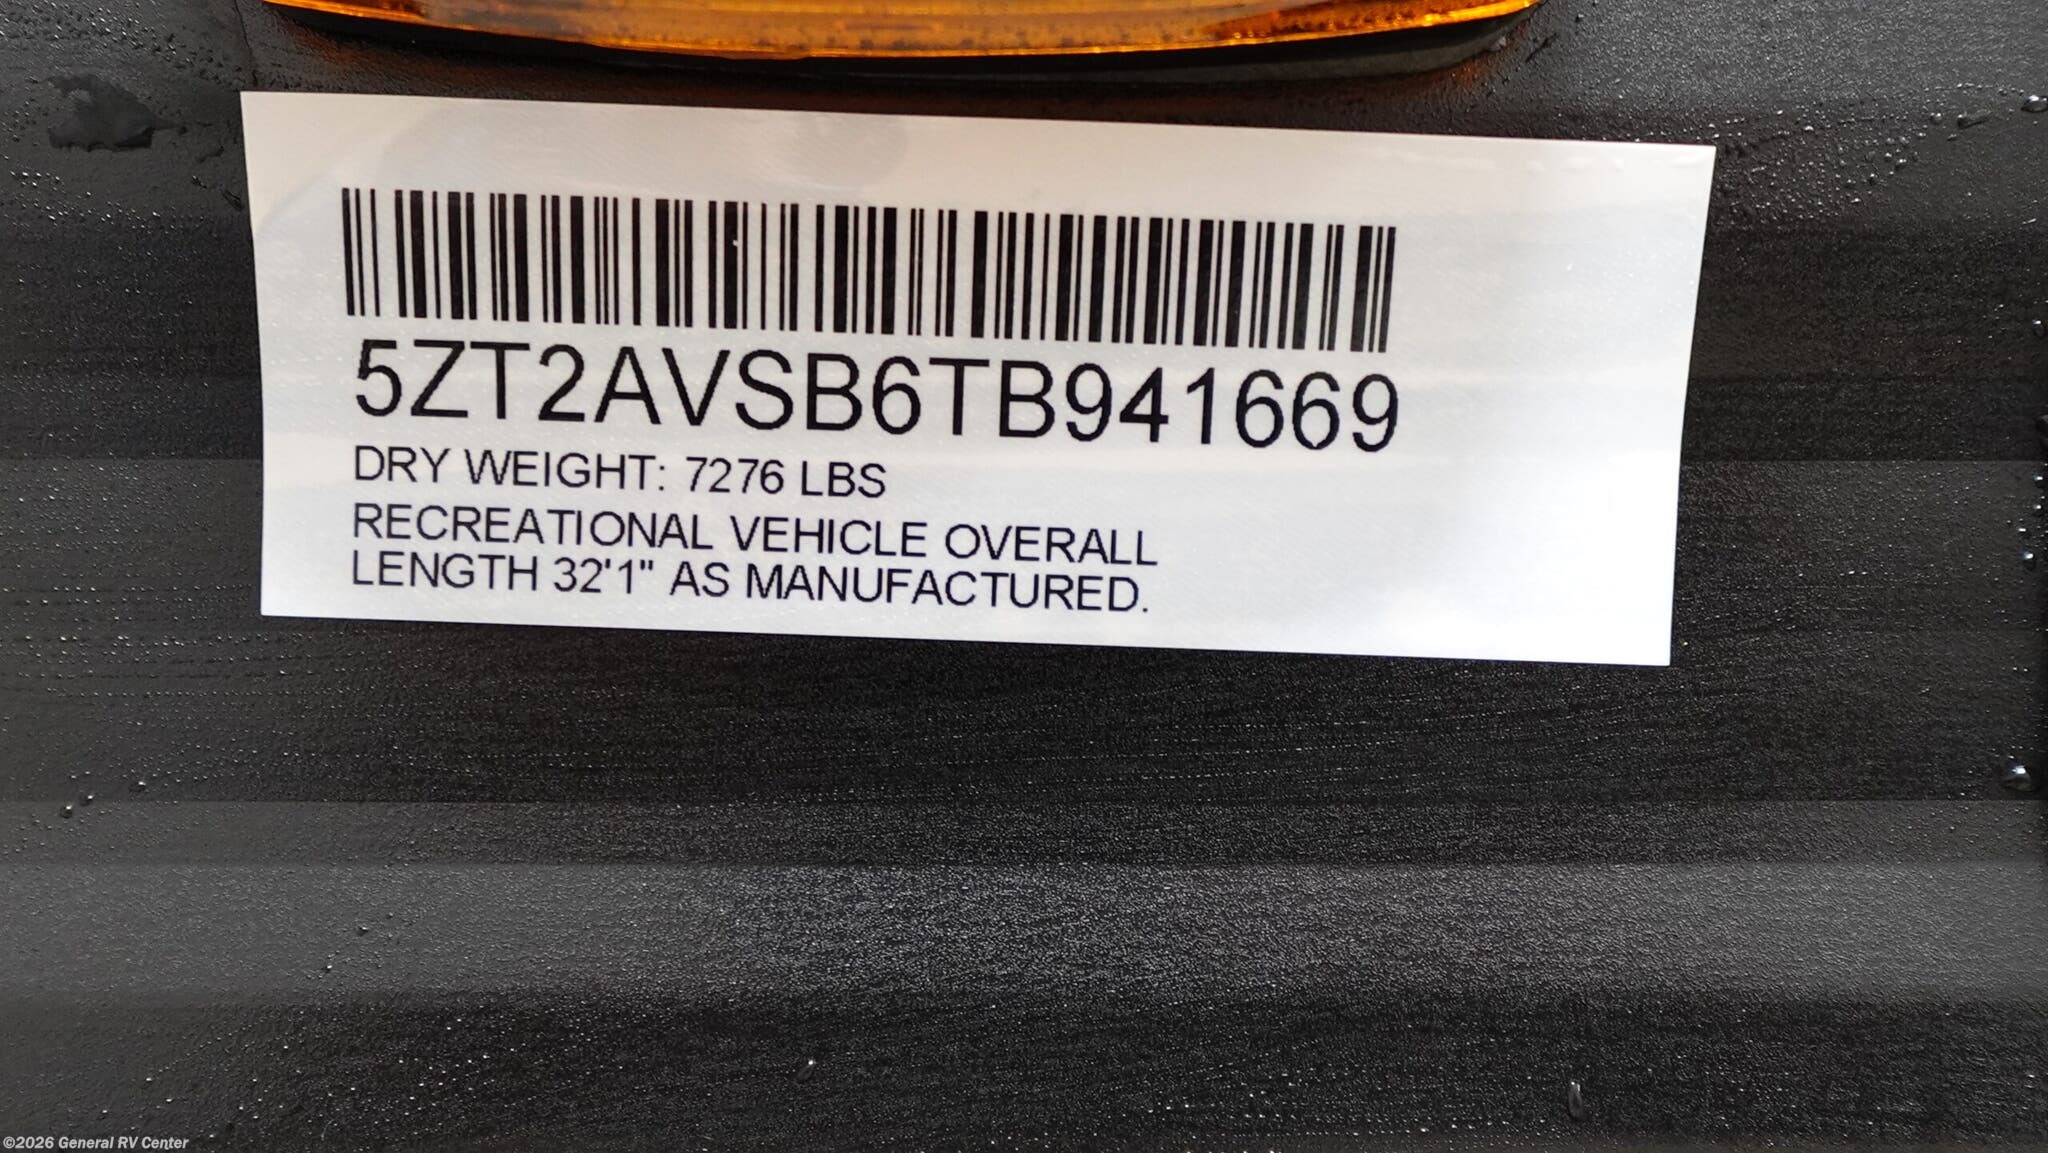 5ZT2AVSB6TB941669
DRY WEIGHT: 7276 LBS
RECREATIONAL VEHICLE OVERALL
LENGTH 32'1" AS MANUFACTURED.
©2026 General RV Center